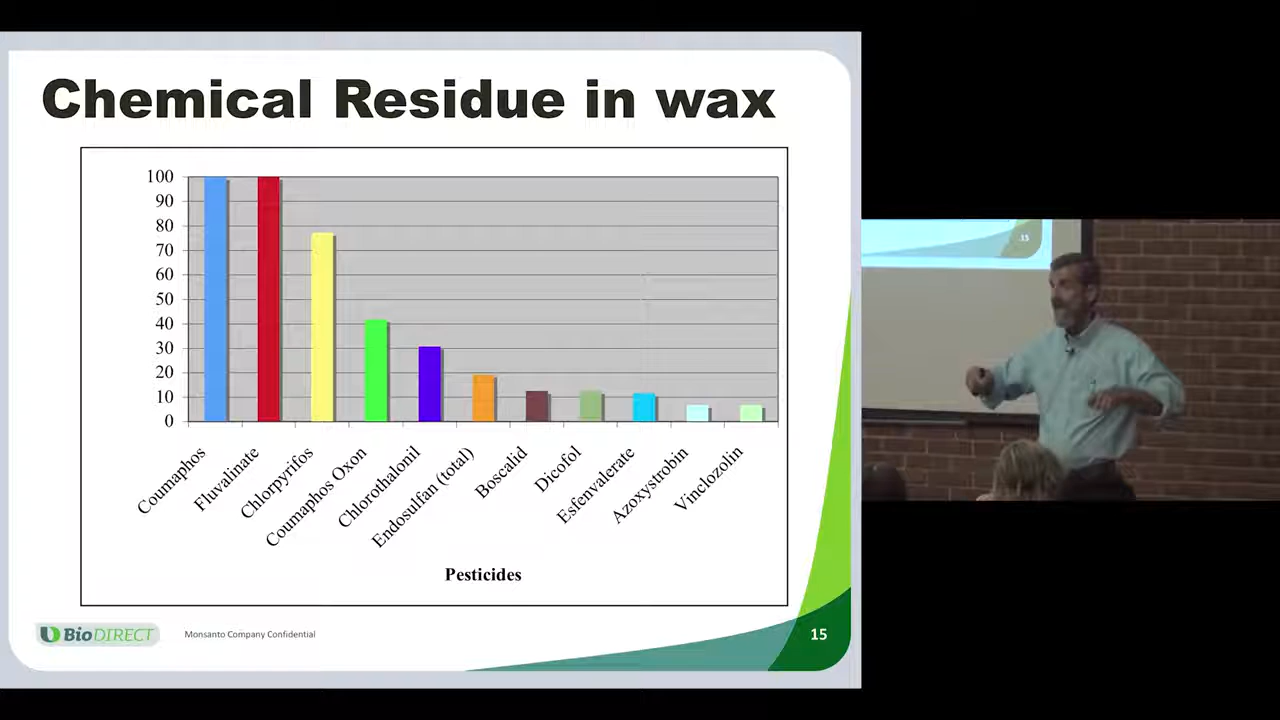 Chemical Residue in wax
100
90
80
70
60
50
40
30
20
10
0
Coumaphos
Fluvalinate
Chlorpyrifos
Coumaphos Oxon
Chlorothalonil
Endosulfan (total)
Boscalid
Dicofol
Esfenvalerate
Azoxystrobin
Vinclozolin
Pesticides
BioDIRECT
Monsanto Company Confidential
15
15